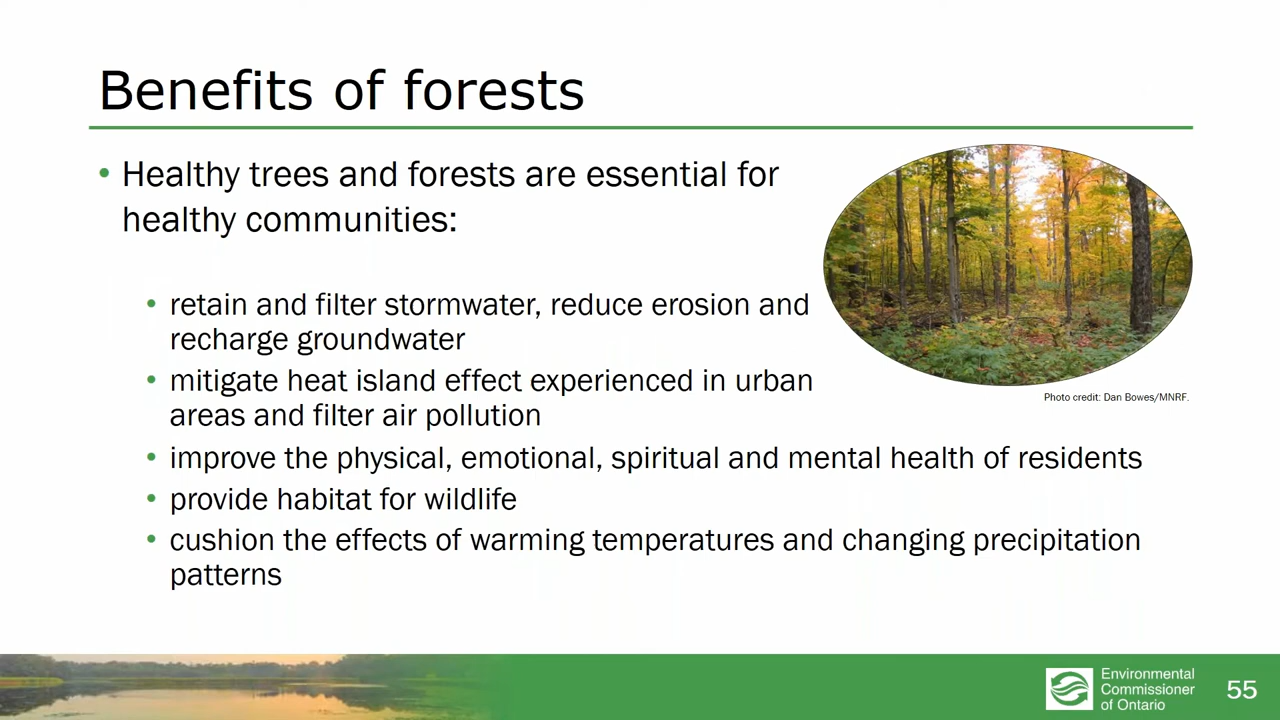 Benefits of forests
• Healthy trees and forests are essential for
healthy communities:
• retain and filter stormwater, reduce erosion and
recharge groundwater
• mitigate heat island effect experienced in urban
areas and filter air pollution
• improve the physical, emotional, spiritual and mental health of residents
• provide habitat for wildlife
• cushion the effects of warming temperatures and changing precipitation
patterns
Photo credit: Dan Bowes/MNRF.
Environmental
Commissioner
of Ontario
55